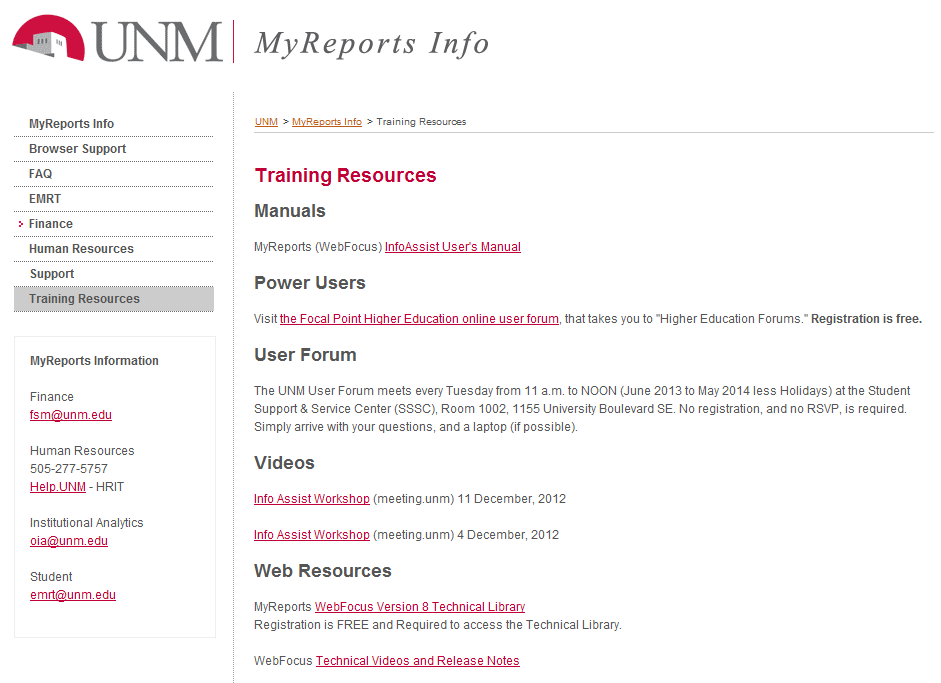 UNM
MyReports Info
MyReports Info
Browser Support
FAQ
EMRT
Finance
Human Resources
Support
Training Resources
MyReports Information
Finance
fsm@unm.edu
Human Resources
505-277-5757
Help.UNM - HRIT
Institutional Analytics
oia@unm.edu
Student
emrt@unm.edu
UNM > MyReports Info > Training Resources
Training Resources
Manuals
MyReports (WebFocus) InfoAssist User's Manual
Power Users
Visit the Focal Point Higher Education online user forum, that takes you to "Higher Education Forums." Registration is free.
User Forum
The UNM User Forum meets every Tuesday from 11 a.m. to NOON (June 2013 to May 2014 less Holidays) at the Student
Support & Service Center (SSSC), Room 1002, 1155 University Boulevard SE. No registration, and no RSVP, is required.
Simply arrive with your questions, and a laptop (if possible).
Videos
Info Assist Workshop (meeting.unm) 11 December, 2012
Info Assist Workshop (meeting.unm) 4 December, 2012
Web Resources
MyReports WebFocus Version 8 Technical Library
Registration is FREE and Required to access the Technical Library.
WebFocus Technical Videos and Release Notes